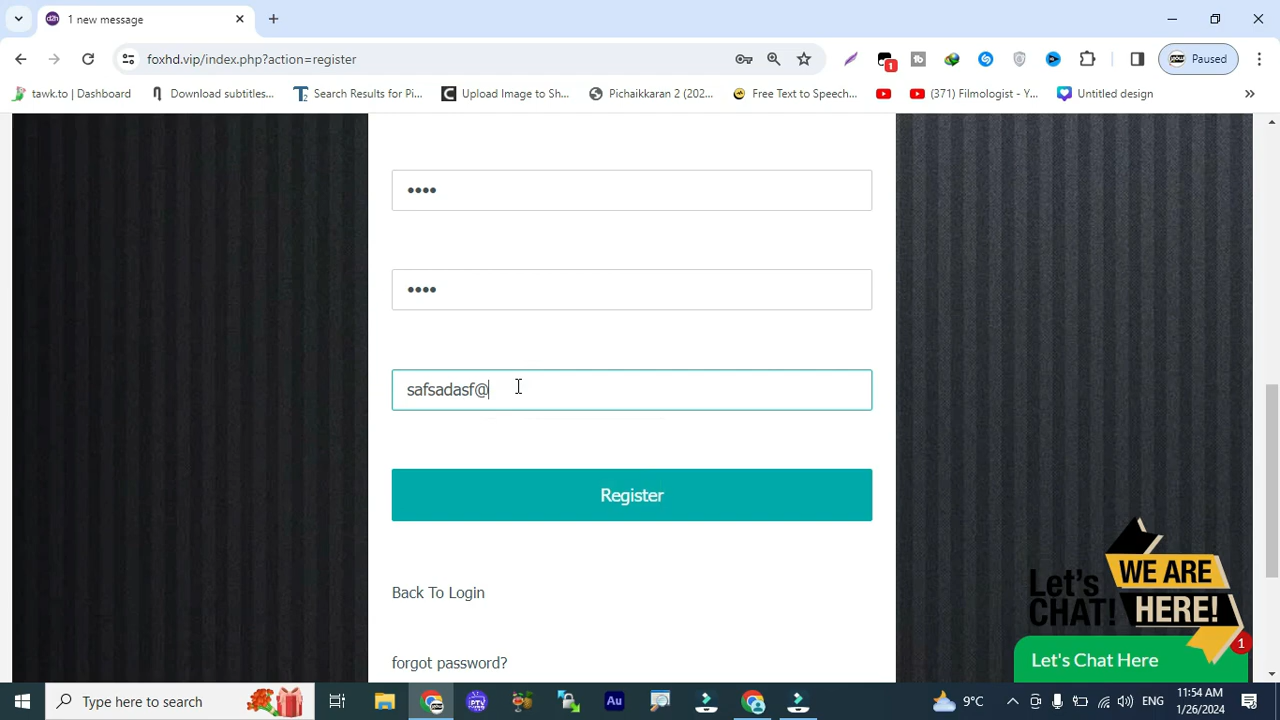 1 new message
foxhd.vip/index.php?action=register
1
Paused
tawk.to | Dashboard
Download subtitles...
Search Results for Pi...
Upload Image to Sh...
Pichaikkaran 2 (202...
Free Text to Speech...
(371) Filmologist - Y...
Untitled design
••••
••••
safsadasf@
Register
Back To Login
forgot password?
Let's
CHAT!
WE ARE
HERE!
1
Let's Chat Here
Type here to search
9°C
ENG
11:54 AM
1/26/2024